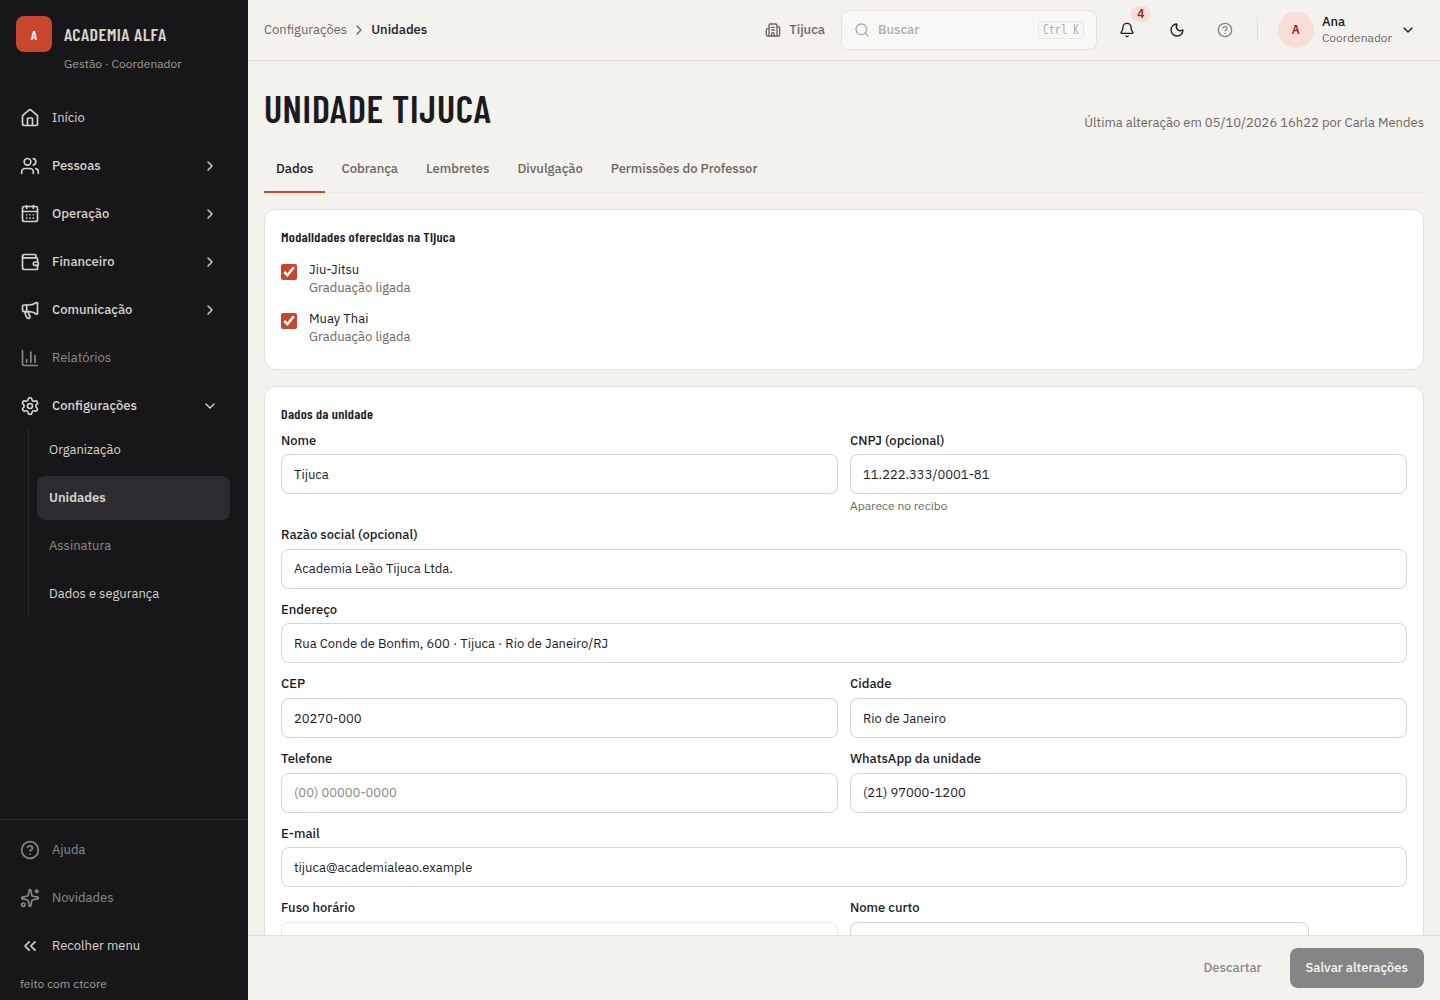 A
ACADEMIA ALFA
Gestão · Coordenador
Início
Pessoas
Operação
Financeiro
Comunicação
Relatórios
Configurações
Organização
Unidades
Assinatura
Dados e segurança
Ajuda
Novidades
Recolher menu
feito com ctcore
Configurações
Unidades
Tijuca
Buscar
Ctrl K
4
A
Ana
Coordenador
UNIDADE TIJUCA
Última alteração em 05/10/2026 16h22 por Carla Mendes
Dados
Cobrança
Lembretes
Divulgação
Permissões do Professor
Modalidades oferecidas na Tijuca
Jiu-Jitsu
Graduação ligada
Muay Thai
Graduação ligada
Dados da unidade
Nome
Tijuca
CNPJ (opcional)
11.222.333/0001-81
Aparece no recibo
Razão social (opcional)
Academia Leão Tijuca Ltda.
Endereço
Rua Conde de Bonfim, 600 · Tijuca · Rio de Janeiro/RJ
CEP
20270-000
Cidade
Rio de Janeiro
Telefone
(00) 00000-0000
WhatsApp da unidade
(21) 97000-1200
E-mail
tijuca@academialeao.example
Fuso horário
Nome curto
Descartar
Salvar alterações